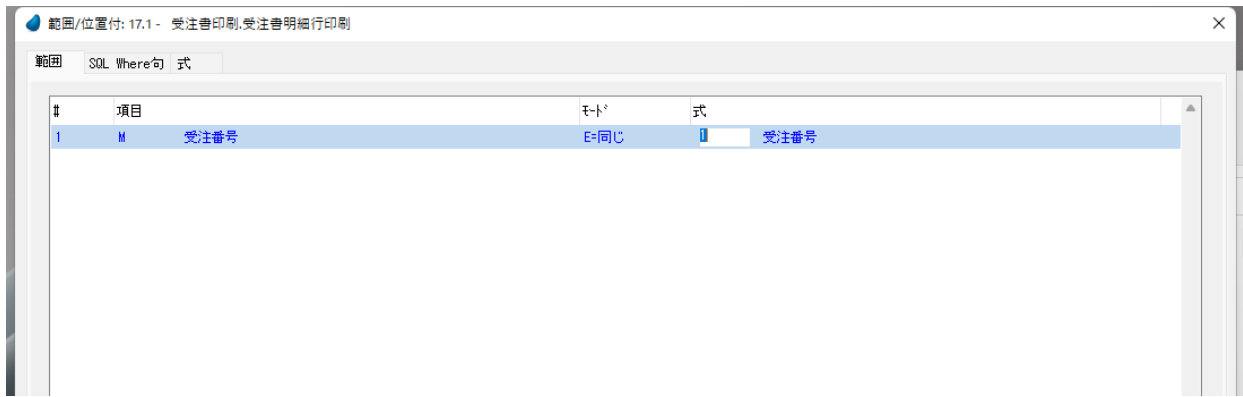 範囲/位置付: 17.1 - 受注書印刷.受注書明細行印刷
範囲 SQL Where句 式
# 項目 ﾓｰﾄﾞ 式
1 M 受注番号 E=同じ 1 受注番号